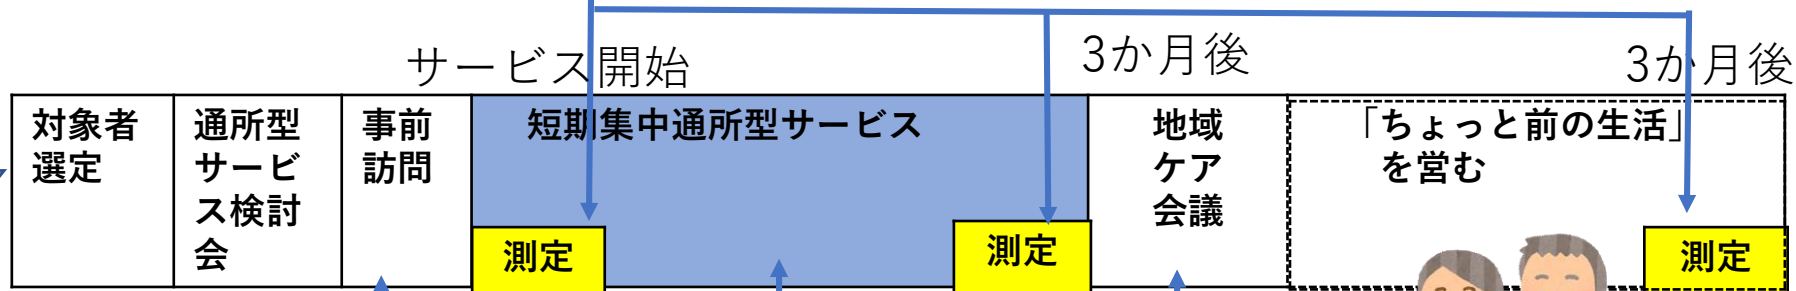 サービス開始
3か月後
3か月後
対象者
選定
通所型
サービ
ス検討
会
事前
訪問
短期集中通所型サービス
測定
測定
地域
ケア
会議
「ちょっと前の生活」
を営む
測定